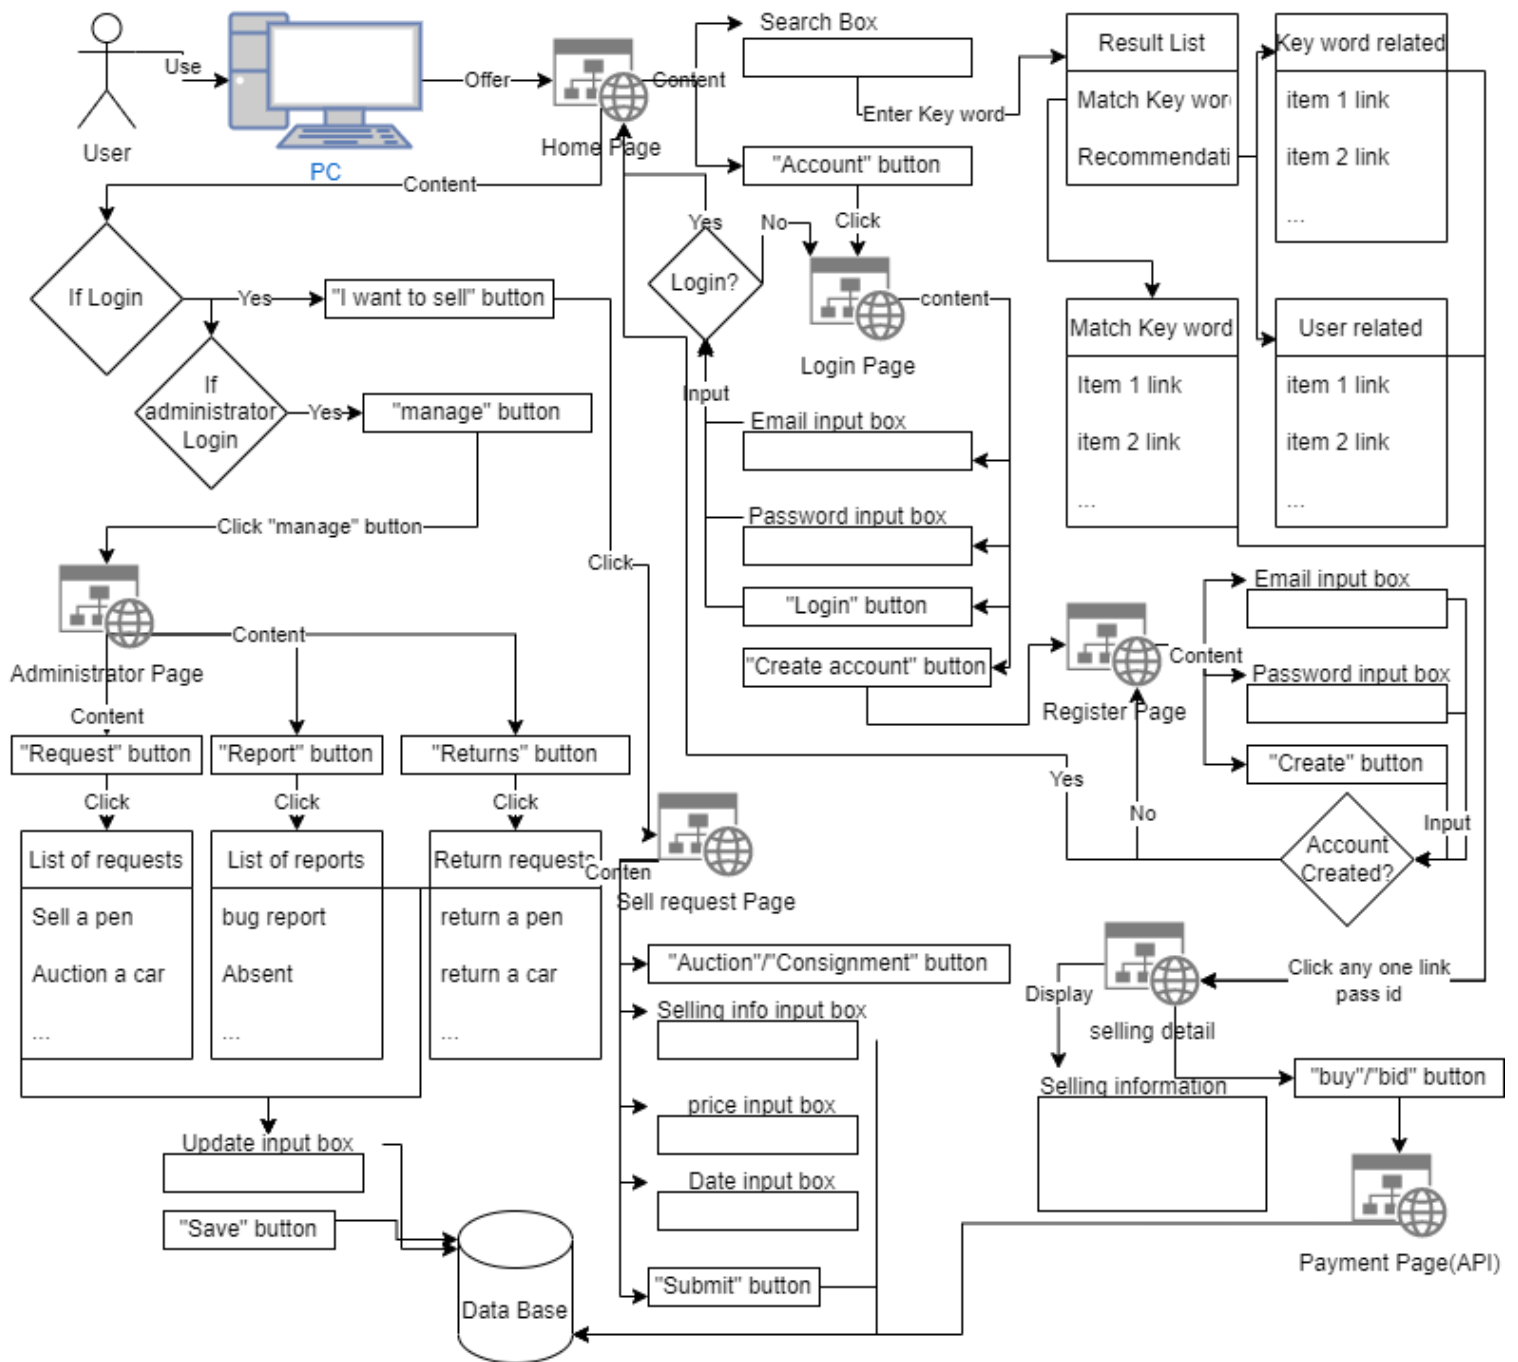 Search Box
Result List
Key word related
Use
Offer
Content
Match Key wor
item 1 link
Enter Key word
User
Home Page
"Account" button
Recommendati
item 2 link
PC
Content
...
Yes
No
Click
If Login
Yes
"I want to sell" button
Login?
content
Match Key word
User related
Login Page
If
administrator
Login
Yes
"manage" button
Input
Item 1 link
item 1 link
Email input box
item 2 link
item 2 link
...
...
Click "manage" button
Password input box
Click
"Login" button
Email input box
Content
Administrator Page
"Create account" button
Content
Password input box
Register Page
Content
"Request" button
"Report" button
"Returns" button
"Create" button
Yes
Click
Click
Click
No
Input
List of requests
List of reports
Return requests
Conten
Account
Created?
Sell request Page
Sell a pen
bug report
return a pen
Auction a car
Absent
return a car
"Auction"/"Consignment" button
Click any one link
pass id
Display
Selling info input box
selling detail
...
...
...
"buy"/"bid" button
Selling information
price input box
Update input box
Date input box
"Save" button
Payment Page(API)
"Submit" button
Data Base